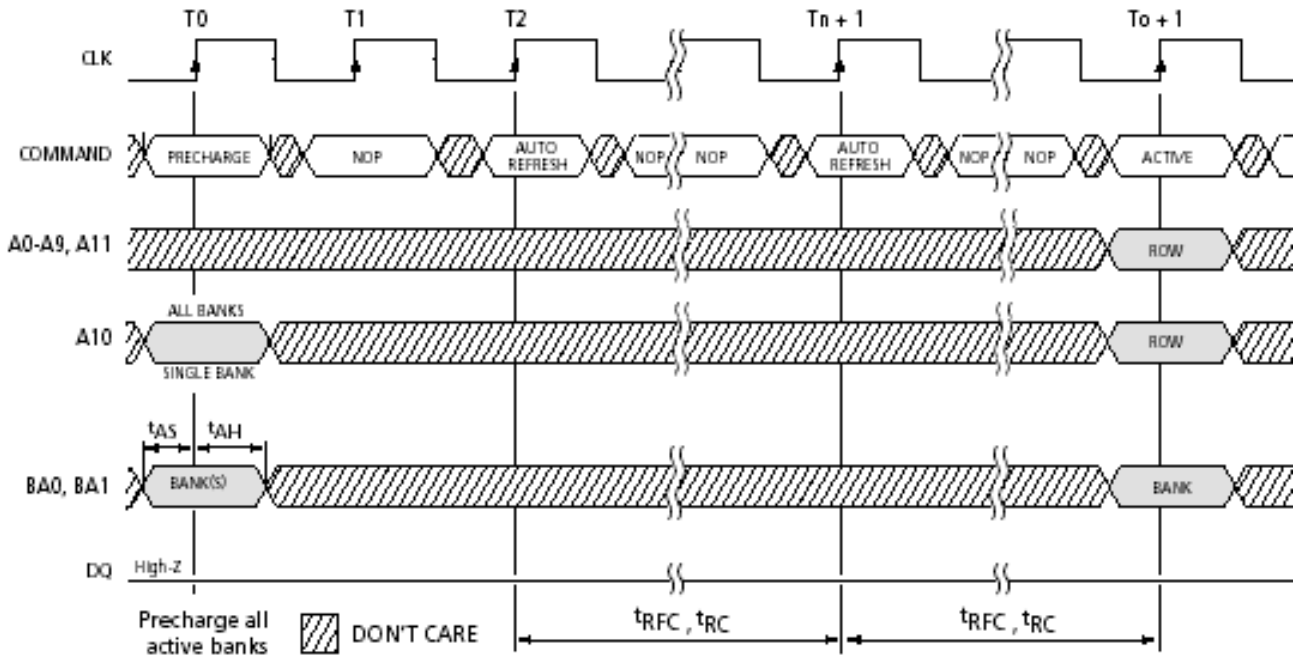 T0 T1 T2 Tn + 1 To + 1
CLK
COMMAND PRECHARGE NOP AUTO REFRESH NOP NOP AUTO REFRESH NOP NOP ACTIVE
A0-A9, A11 ROW
ALL BANKS
A10 ROW
SINGLE BANK
tAS tAH
BA0, BA1 BANK(S) BANK
DQ High-Z
tRFC , tRC tRFC , tRC
Precharge all
active banks
DON'T CARE